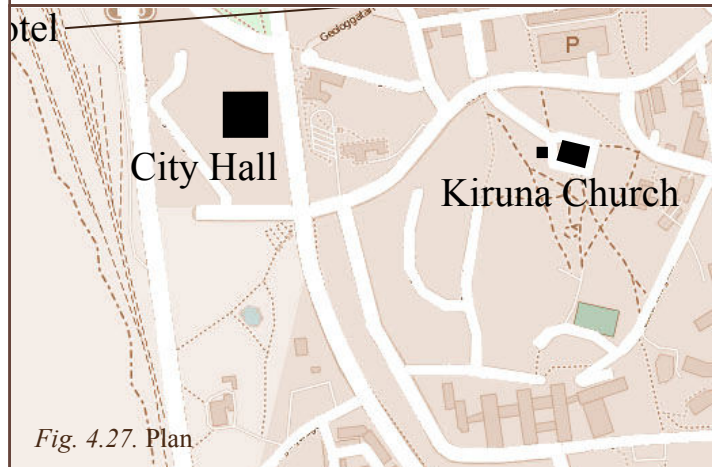 otel
Geologgatan
P
City Hall
Kiruna Church
Fig. 4.27. Plan